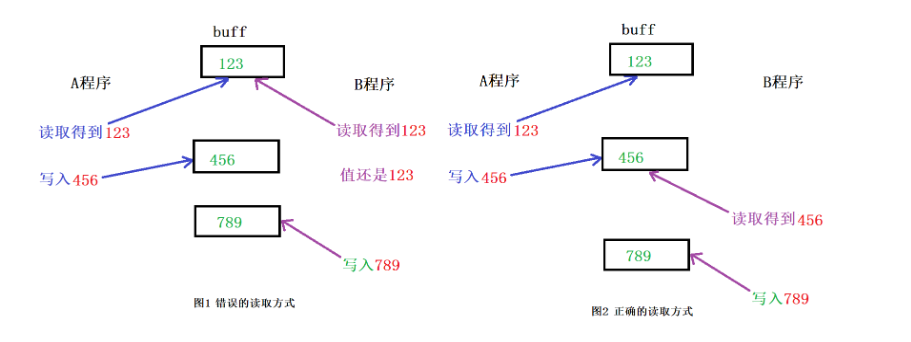 buff
123
A程序
B程序
读取得到123
读取得到123
456
写入456
值还是123
789
写入789
图1 错误的读取方式
buff
123
A程序
B程序
读取得到123
456
写入456
读取得到456
789
写入789
图2 正确的读取方式